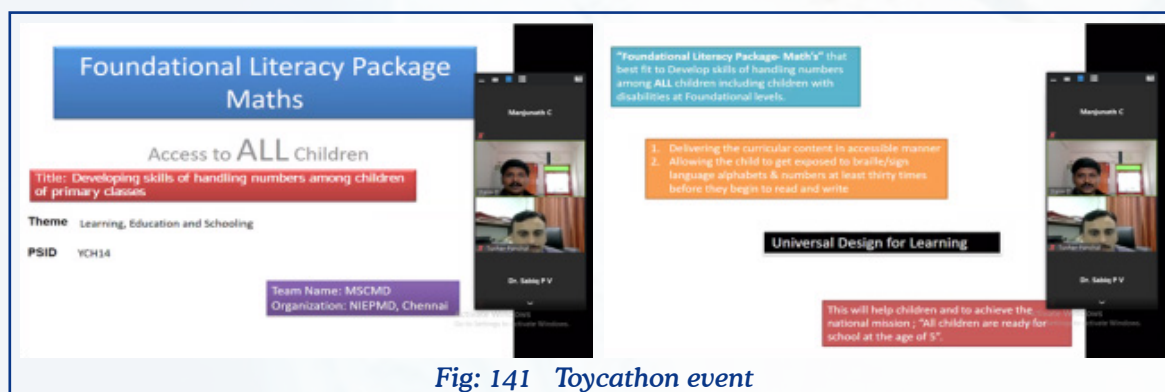 Foundational Literacy Package
Maths
Access to ALL Children
Title: Developing skills of handling numbers among children
of primary classes
Theme Learning, Education and Schooling
PSID YCH14
Team Name: MSCMD
Organization: NIEPMD, Chennai
Manjunath C
Dr. Sabiq P V
"Foundational Literacy Package- Math's" that
best fit to Develop skills of handling numbers
among ALL children including children with
disabilities at Foundational levels.
1. Delivering the curricular content in accessible manner
2. Allowing the child to get exposed to braille/sign
language alphabets & numbers at least thirty times
before they begin to read and write
Universal Design for Learning
This will help children and to achieve the
national mission ; "All children are ready for
school at the age of 5".
Manjunath C
Dr. Sabiq P V
Fig: 141 Toycathon event